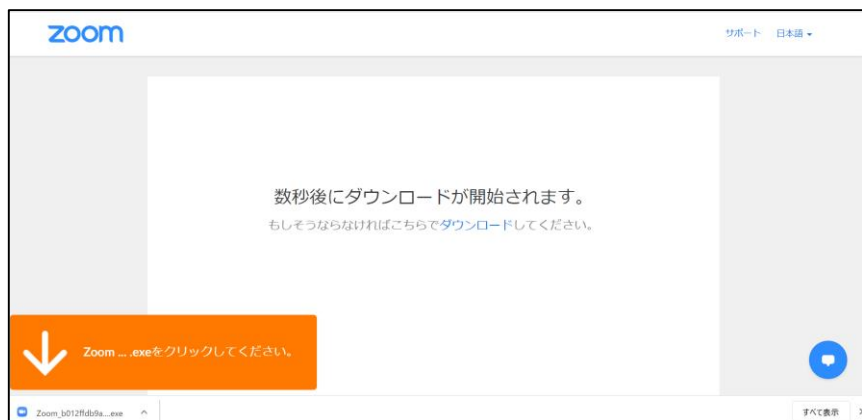 zoom
サポート 日本語
数秒後にダウンロードが開始されます。
もしそうならなければこちらでダウンロードしてください。
Zoom ... .exeをクリックしてください。
Zoom_b012ffdb9a....exe
すべて表示